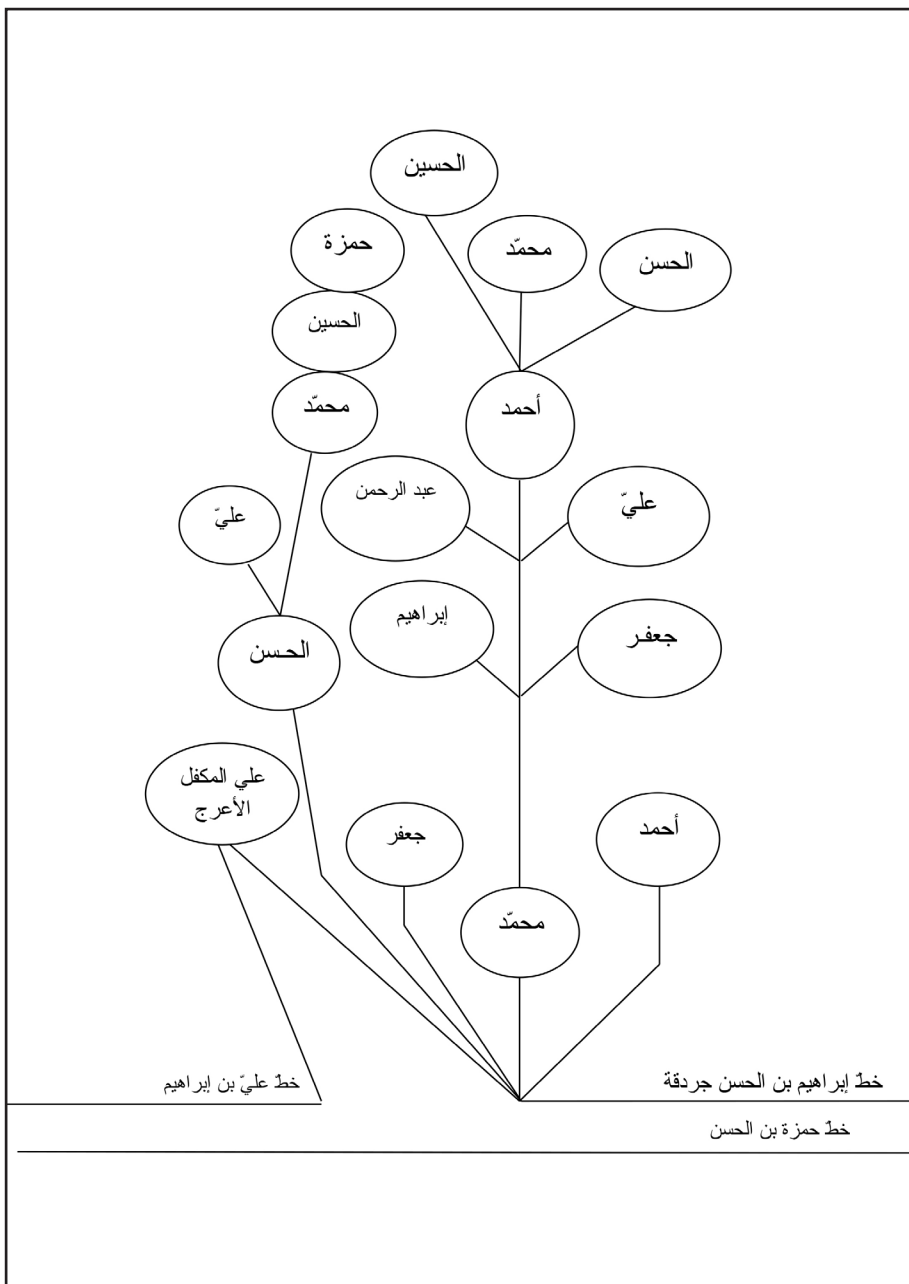 الحسين
محمّد
الحسن
حمزة
الحسين
محمّد
أحمد
عبد الرحمن
عليّ
عليّ
إبراهيم
جعفر
الحسن
علي المكفل
الأعرج
جعفر
أحمد
محمّد
خطّ إبراهيم بن الحسن جردقة
خطّ عليّ بن إبراهيم
خطّ حمزة بن الحسن